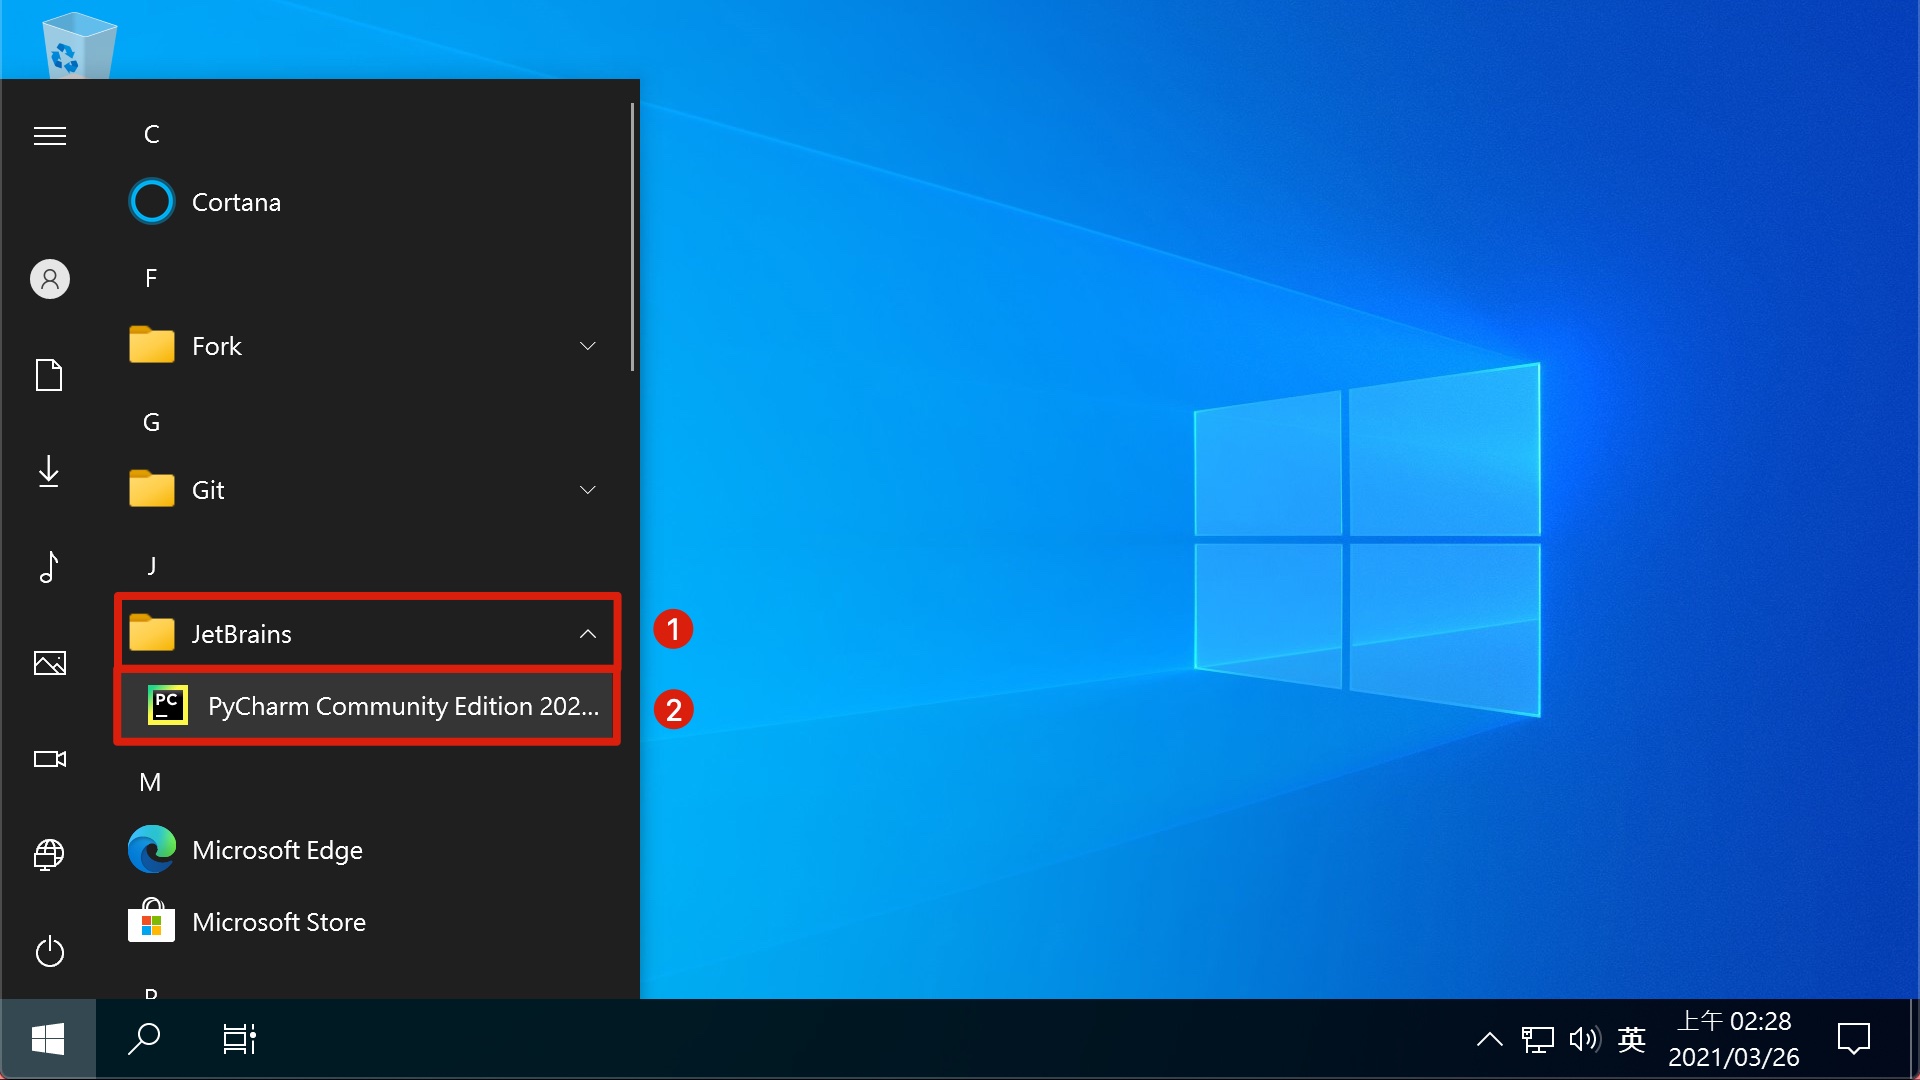 C
Cortana
F
Fork
G
Git
J
JetBrains
1
PC
PyCharm Community Edition 202...
2
M
Microsoft Edge
Microsoft Store
英
上午 02:28
2021/03/26